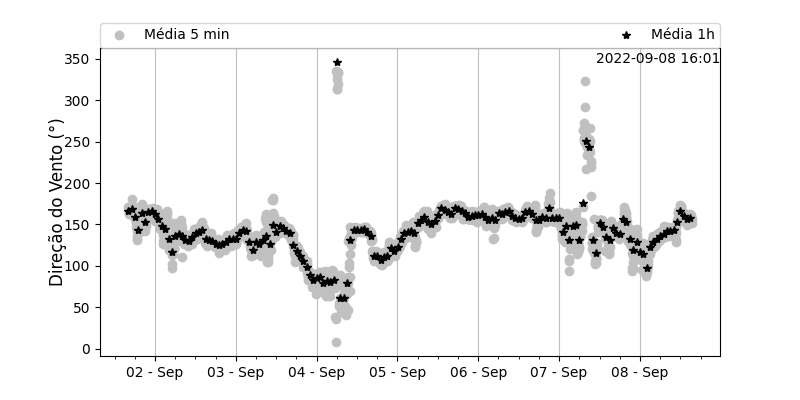 Média 5 min
Média 1h
2022-09-08 16:01
Direção do Vento (°)
350
300
250
200
150
100
50
0
02 - Sep
03 - Sep
04 - Sep
05 - Sep
06 - Sep
07 - Sep
08 - Sep